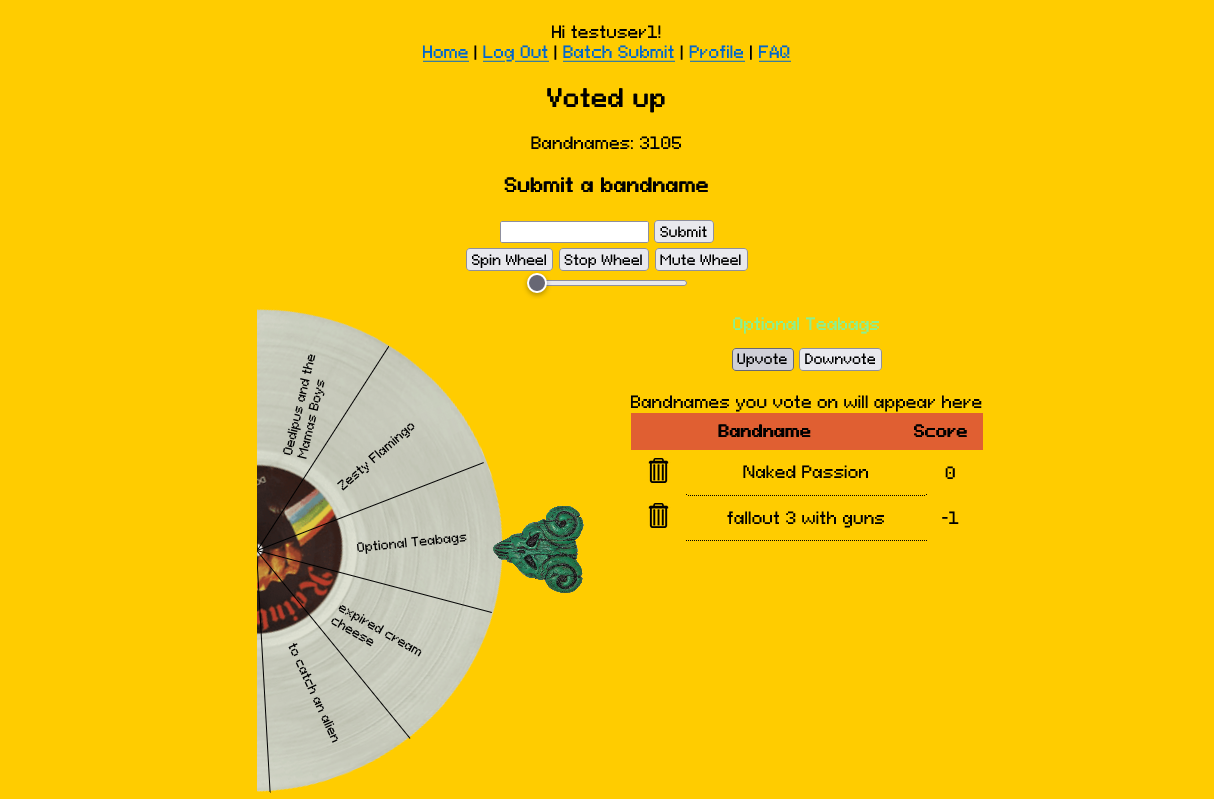 Hi testuser1!
Home | Log Out | Batch Submit | Profile | FAQ
Voted up
Bandnames: 3105
Submit a bandname
Submit
Spin Wheel Stop Wheel Mute Wheel
Oedipus and the
Mamas Boys
Zesty Flamingo
Optional Teabags
expired cream
cheese
to catch an alien
Optional Teabags
Upvote Downvote
Bandnames you vote on will appear here
Bandname Score
Naked Passion 0
fallout 3 with guns -1